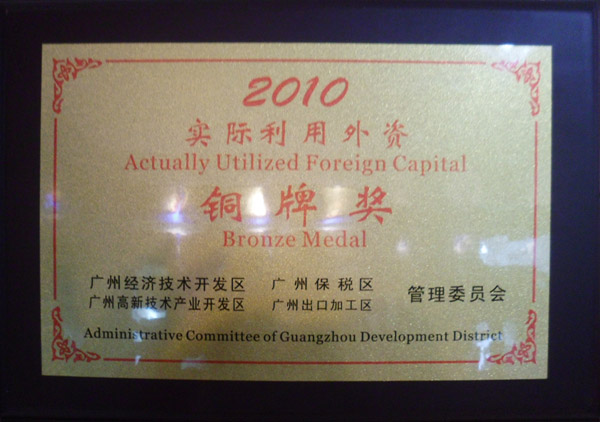 2010
实际利用外资
Actually Utilized Foreign Capital
铜牌奖
Bronze Medal
广州经济技术开发区 广州保税区
广州高新技术产业开发区 广州出口加工区
管理委员会
Administrative Committee of Guangzhou Development District